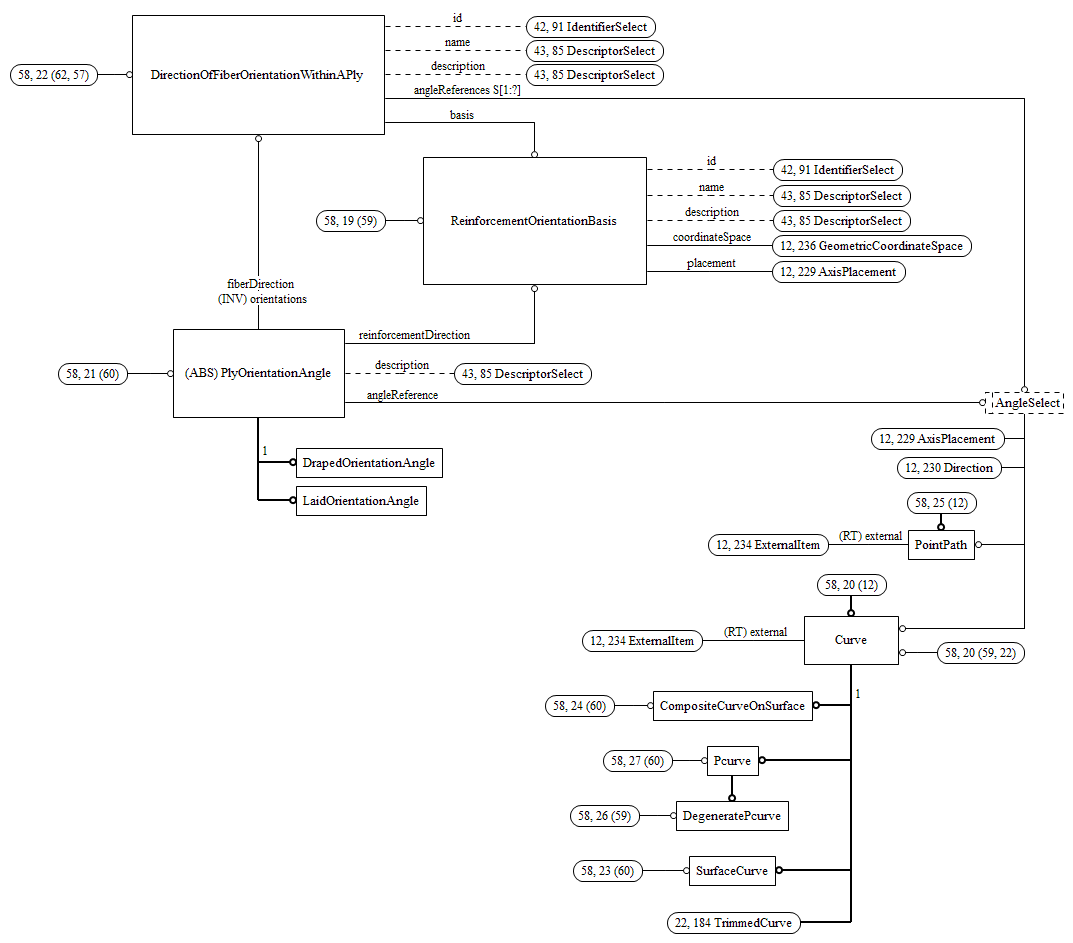 id
42, 91 IdentifierSelect
name
43, 85 DescriptorSelect
58, 22 (62, 57)
DirectionOfFiberOrientationWithinAPly
description
43, 85 DescriptorSelect
angleReferences S[1:?]
basis
id
42, 91 IdentifierSelect
name
43, 85 DescriptorSelect
58, 19 (59)
ReinforcementOrientationBasis
description
43, 85 DescriptorSelect
coordinateSpace
12, 236 GeometricCoordinateSpace
placement
12, 229 AxisPlacement
fiberDirection
(INV) orientations
reinforcementDirection
58, 21 (60)
(ABS) PlyOrientationAngle
description
43, 85 DescriptorSelect
angleReference
AngleSelect
12, 229 AxisPlacement
1
DrapedOrientationAngle
12, 230 Direction
LaidOrientationAngle
58, 25 (12)
12, 234 ExternalItem
(RT) external
PointPath
58, 20 (12)
12, 234 ExternalItem
(RT) external
Curve
58, 20 (59, 22)
1
58, 24 (60)
CompositeCurveOnSurface
58, 27 (60)
Pcurve
58, 26 (59)
DegeneratePcurve
58, 23 (60)
SurfaceCurve
22, 184 TrimmedCurve